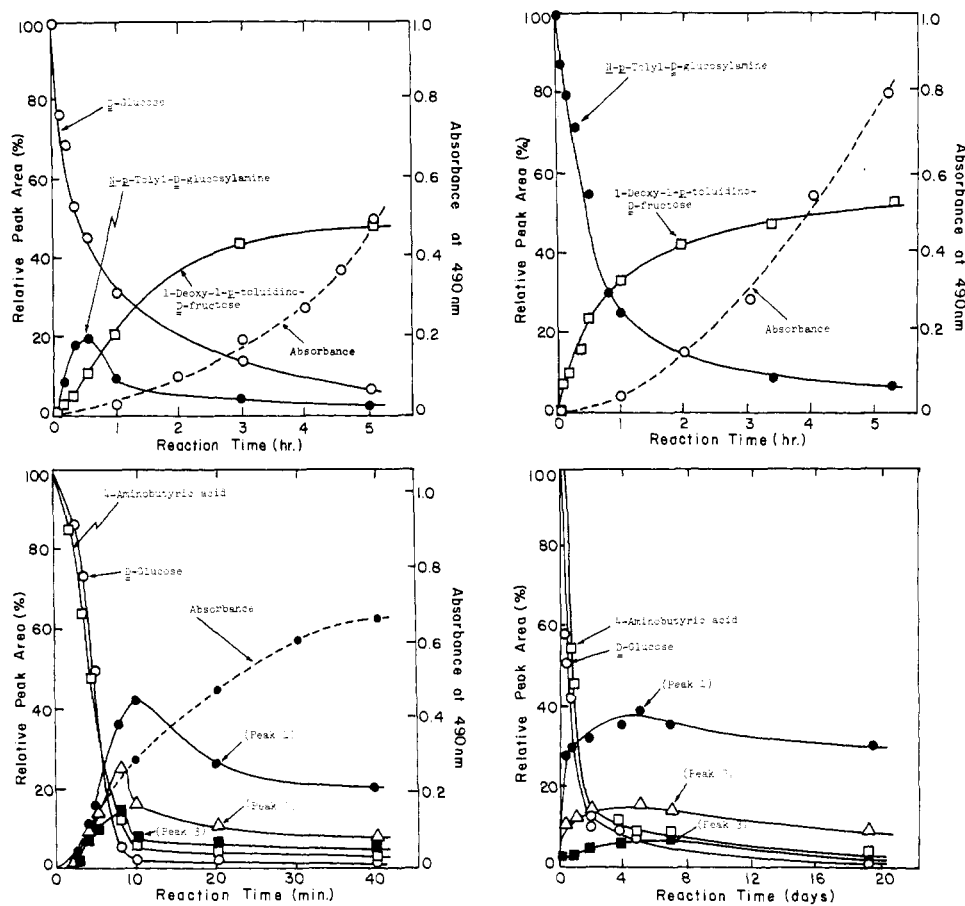 100
80
60
40
20
0
Relative Peak Area (%)
1.0
0.8
0.6
0.4
0.2
0
Absorbance at 490nm
D-Glucose
N-p-Tolyl-D-glucosylamine
1-Deoxy-1-p-toluidino-
D-fructose
Absorbance
0 1 2 3 4 5
Reaction Time (hr.)
100
80
60
40
20
0
Relative Peak Area (%)
1.0
0.8
0.6
0.4
0.2
0
Absorbance at 490nm
N-p-Tolyl-D-glucosylamine
1-Deoxy-1-p-toluidino-
D-fructose
Absorbance
0 1 2 3 4 5
Reaction Time (hr.)
100
80
60
40
20
0
Relative Peak Area (%)
1.0
0.8
0.6
0.4
0.2
0
Absorbance at 490nm
4-Aminobutyric acid
D-Glucose
Absorbance
(Peak 1)
(Peak
(Peak 3)
0 10 20 30 40
Reaction Time (min.)
100
80
60
40
20
0
Relative Peak Area (%)
4-Aminobutyric acid
D-Glucose
(Peak 1)
(Peak
(Peak 3)
0 4 8 12 16 20
Reaction Time (days)